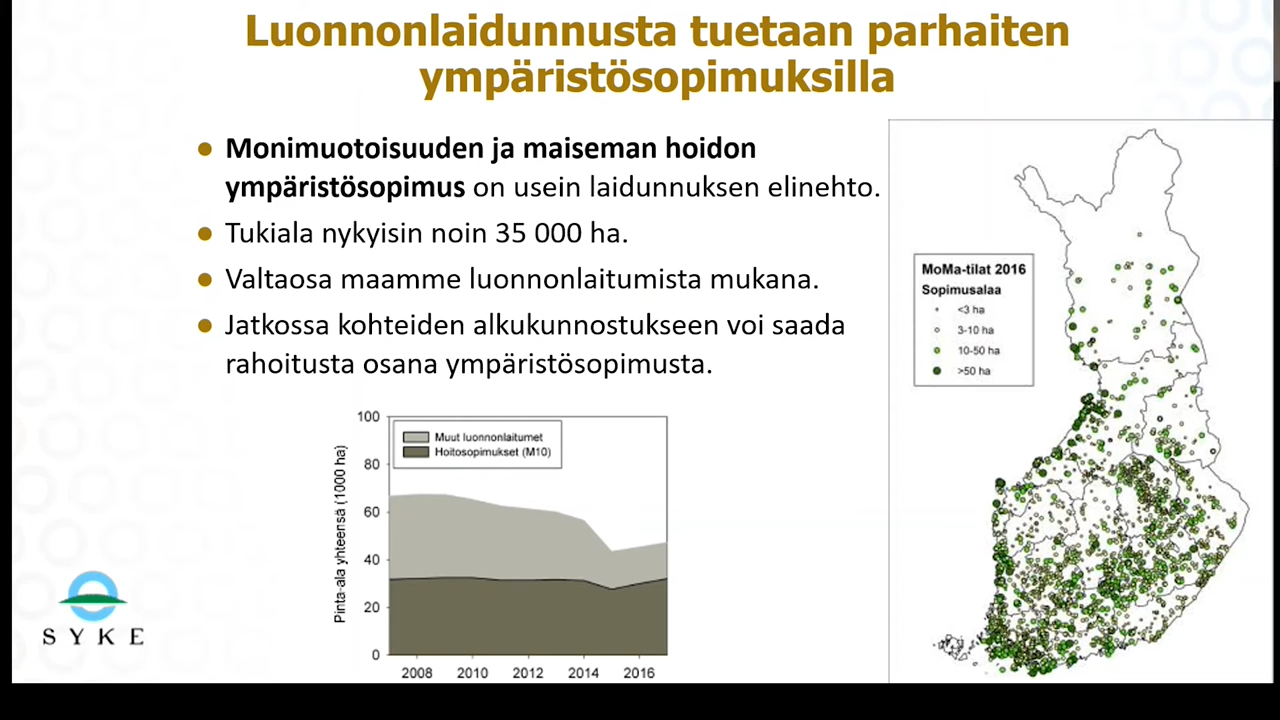 Luonnonlaidunnusta tuetaan parhaiten
ympäristösopimuksilla
● Monimuotoisuuden ja maiseman hoidon
ympäristösopimus on usein laidunnuksen elinehto.
● Tukiala nykyisin noin 35 000 ha.
● Valtaosa maamme luonnonlaitumista mukana.
● Jatkossa kohteiden alkukunnostukseen voi saada
rahoitusta osana ympäristösopimusta.
MoMa-tilat 2016
Sopimusalaa
<3 ha
3-10 ha
10-50 ha
>50 ha
Pinta-ala yhteensä (1000 ha)
100
80
60
40
20
0
Muut luonnonlaitumet
Hoitosopimukset (M10)
2008 2010 2012 2014 2016
SYKE